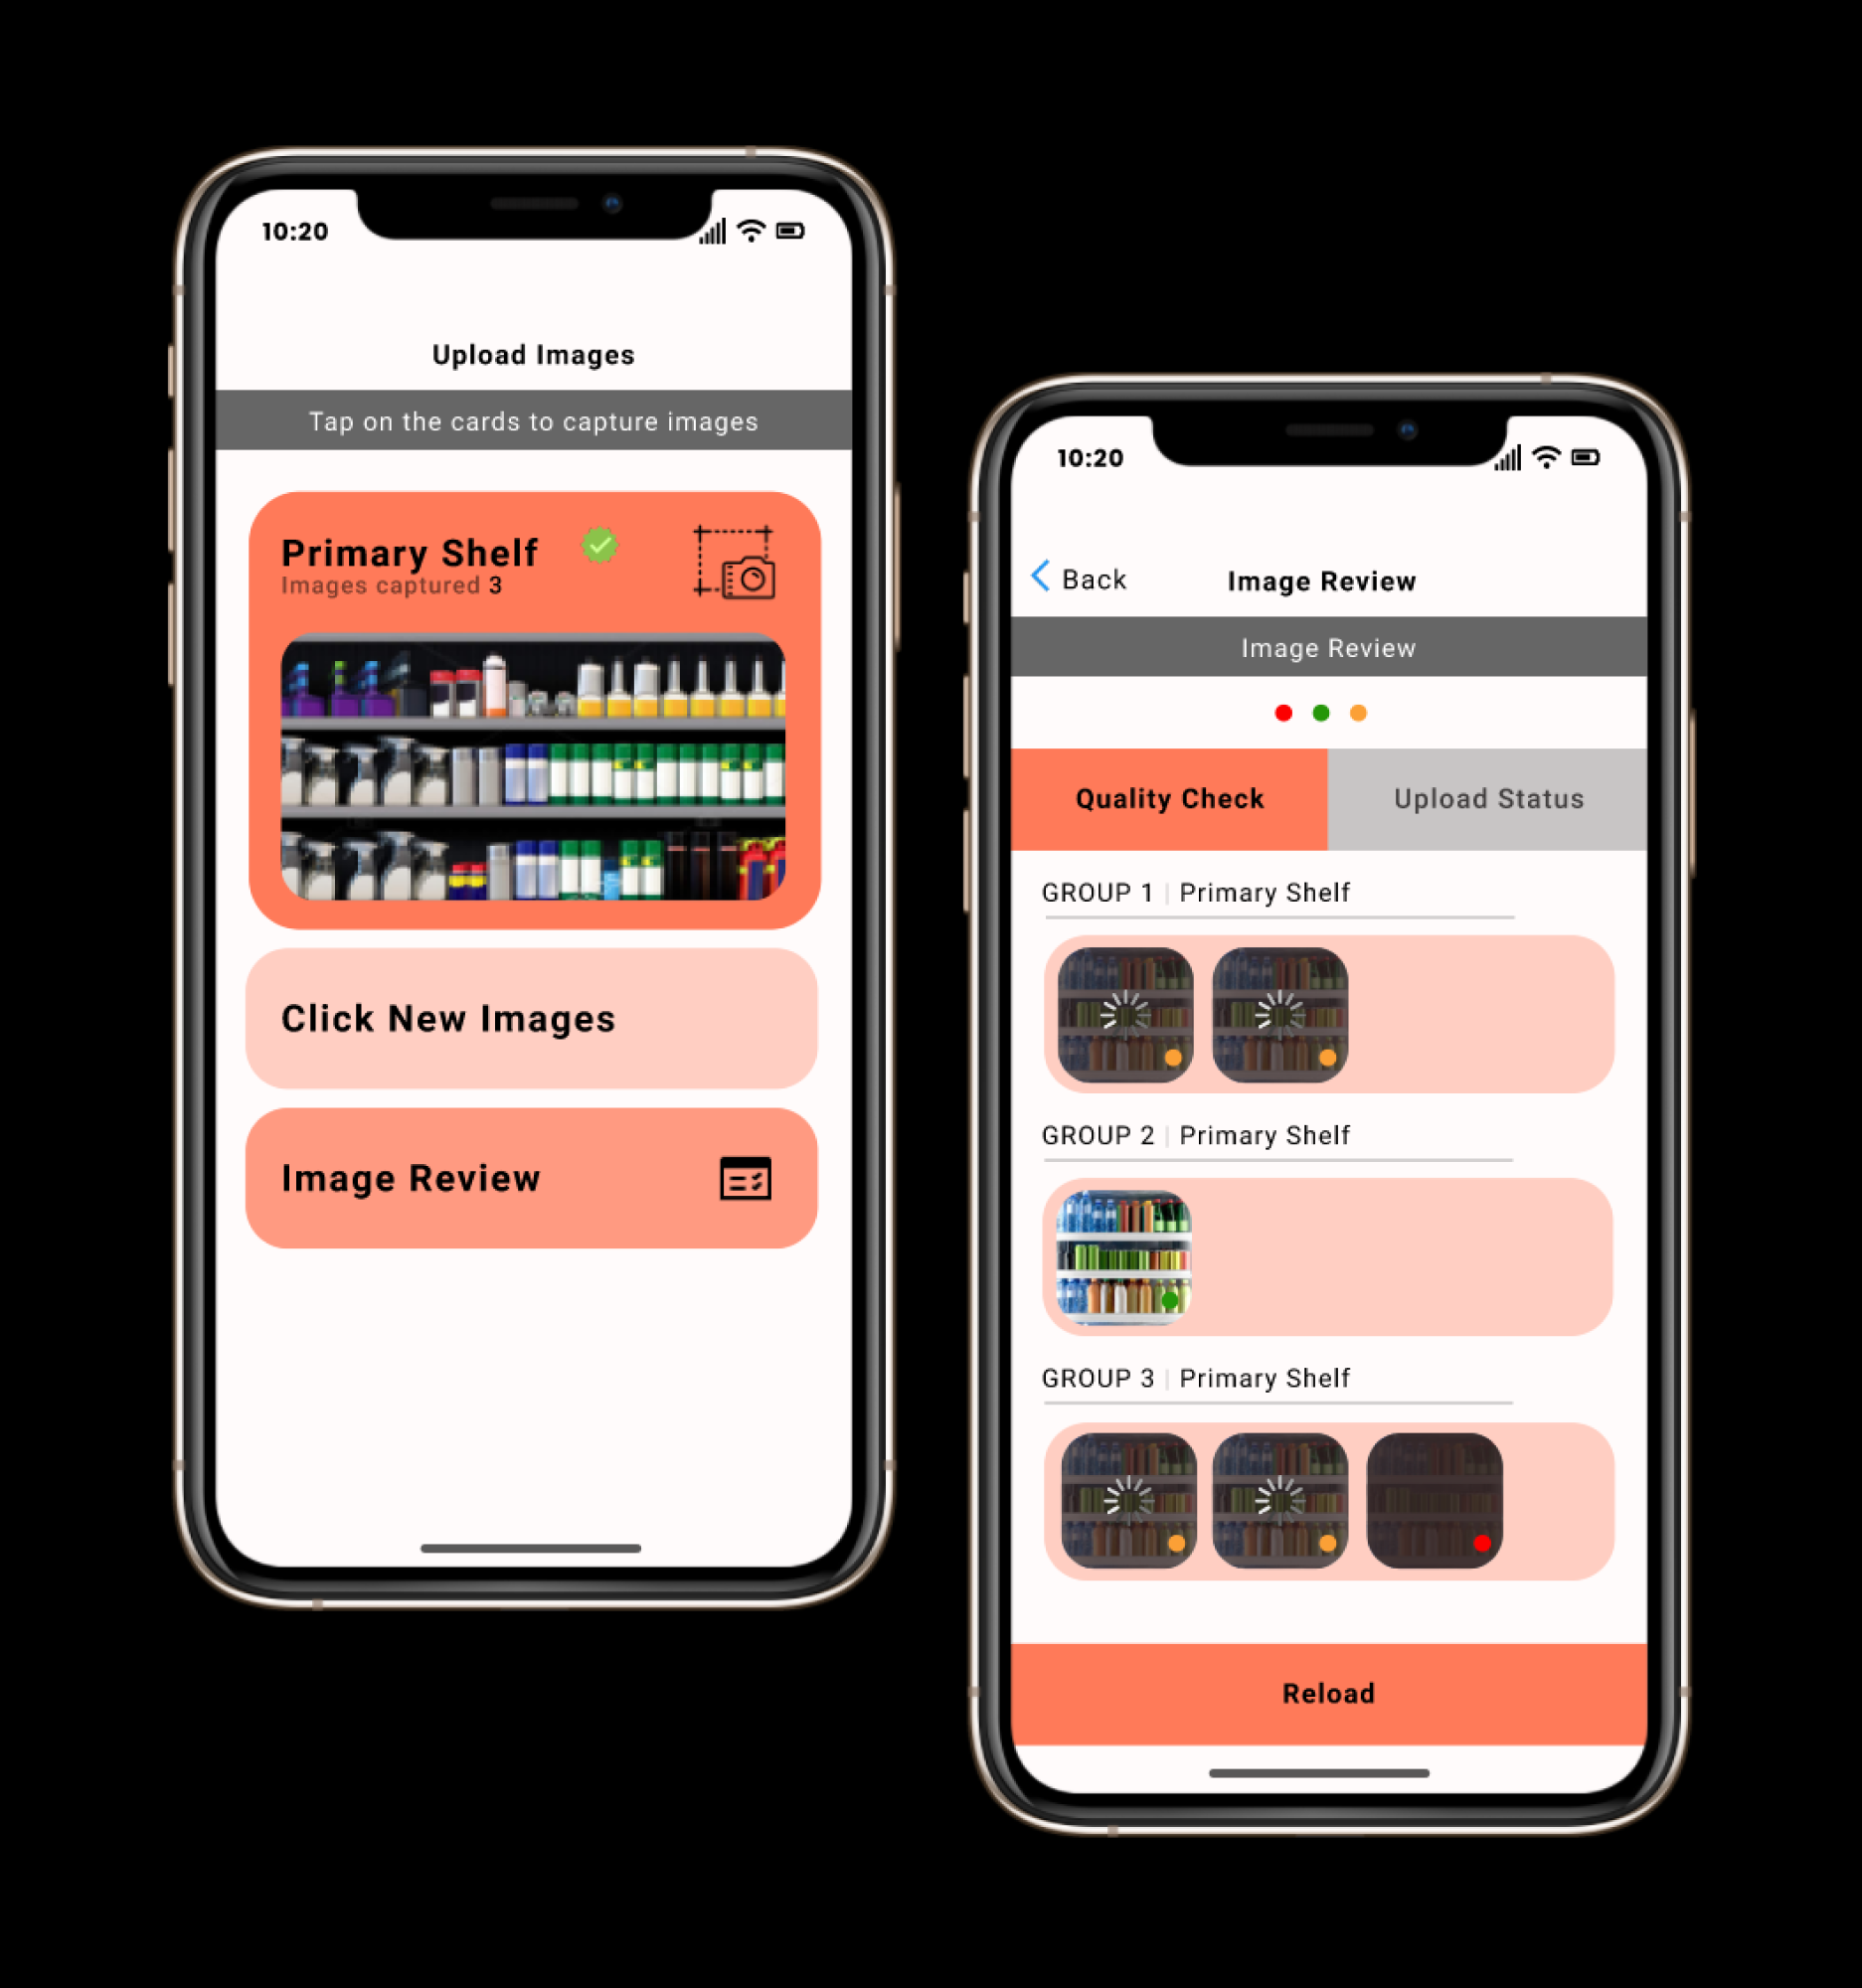 10:20
Upload Images
Tap on the cards to capture images
Primary Shelf
Images captured 3
Click New Images
Image Review
10:20
Back
Image Review
Image Review
Quality Check
Upload Status
GROUP 1 | Primary Shelf
GROUP 2 | Primary Shelf
GROUP 3 | Primary Shelf
Reload